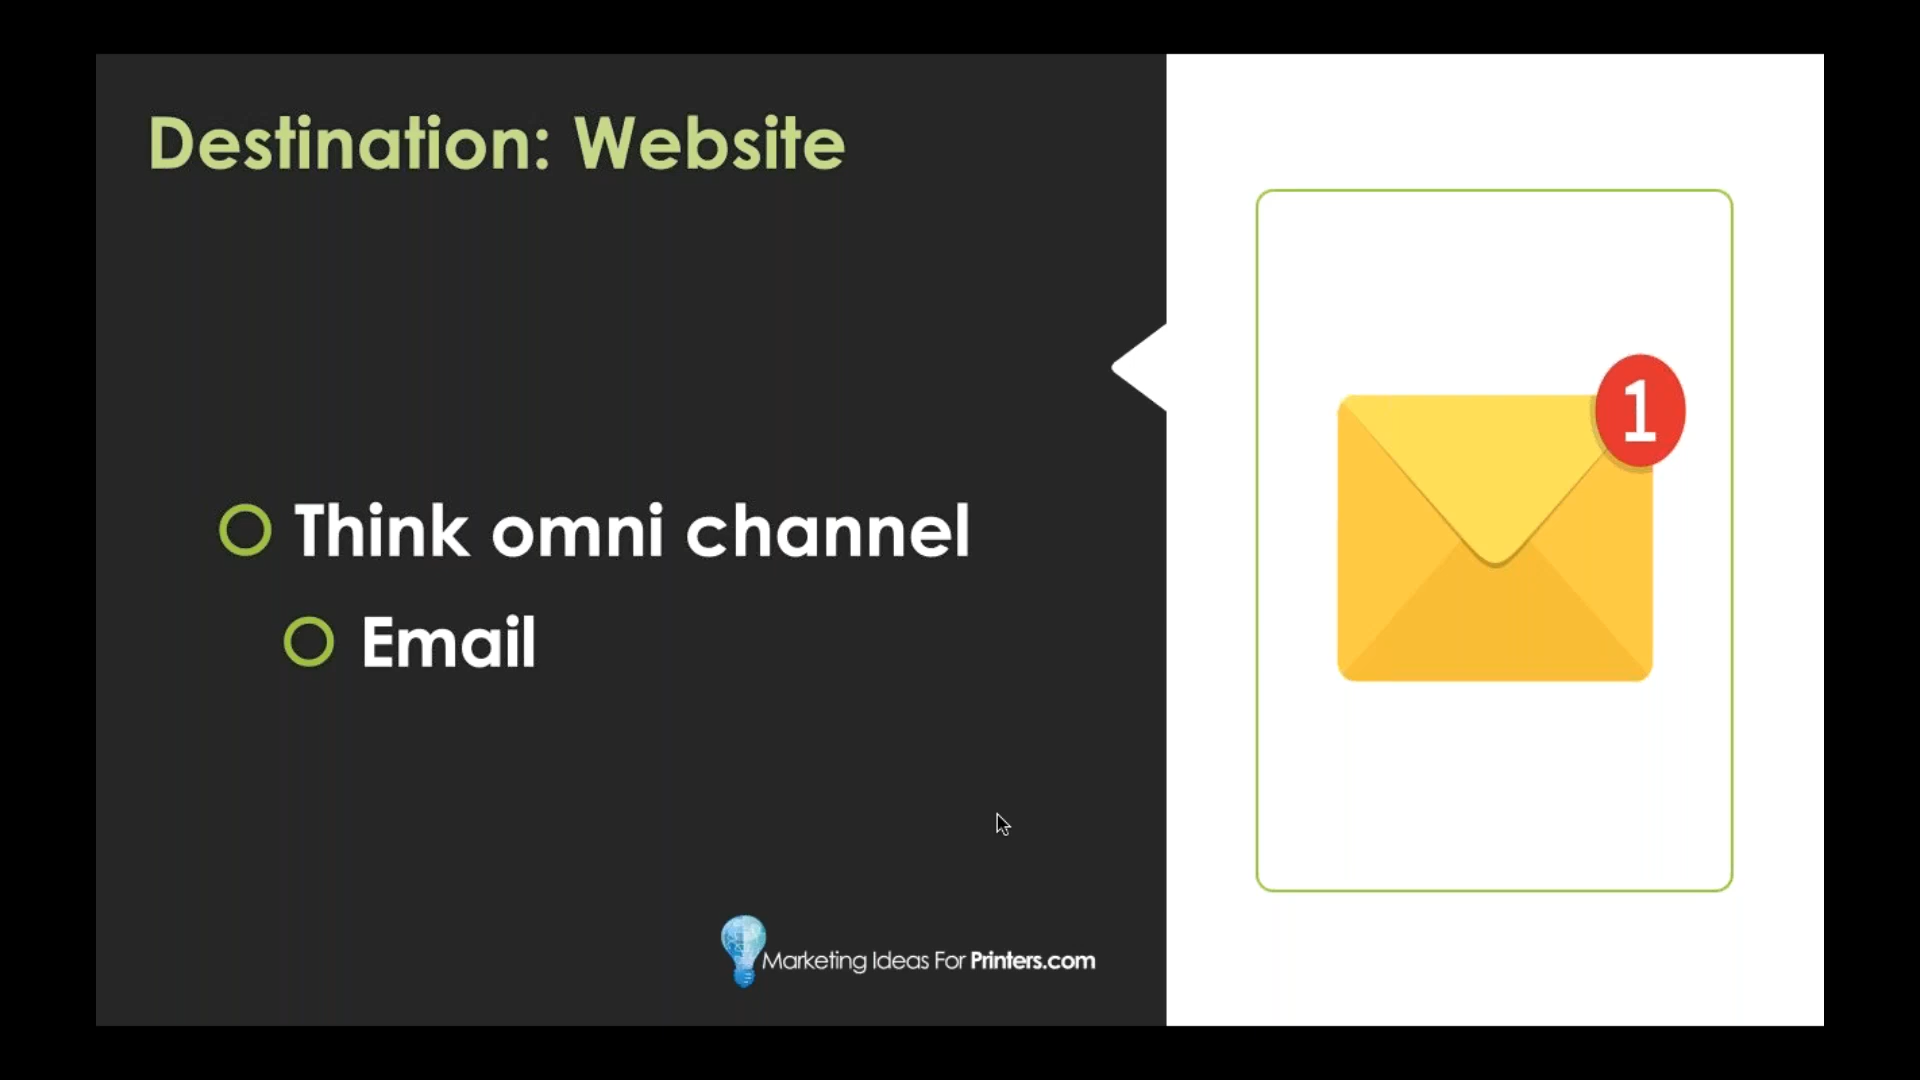 Destination: Website
Think omni channel
Email
1
Marketing Ideas For Printers.com